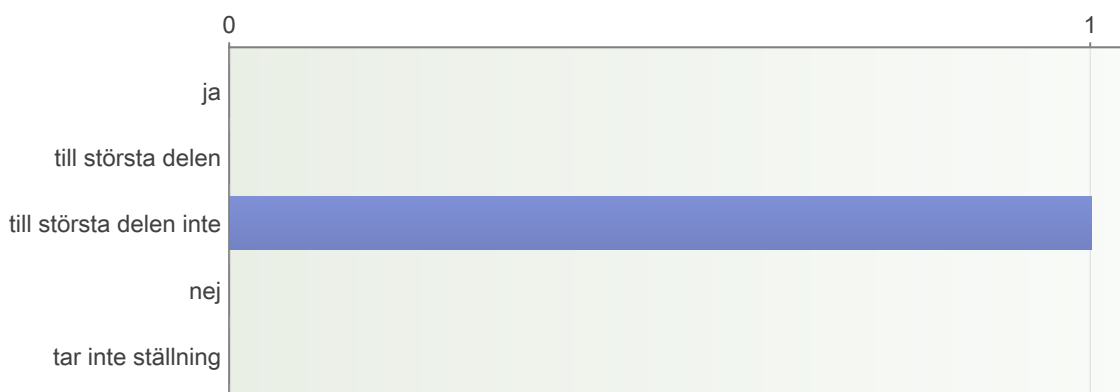 0 1
ja
till största delen
till största delen inte
nej
tar inte ställning